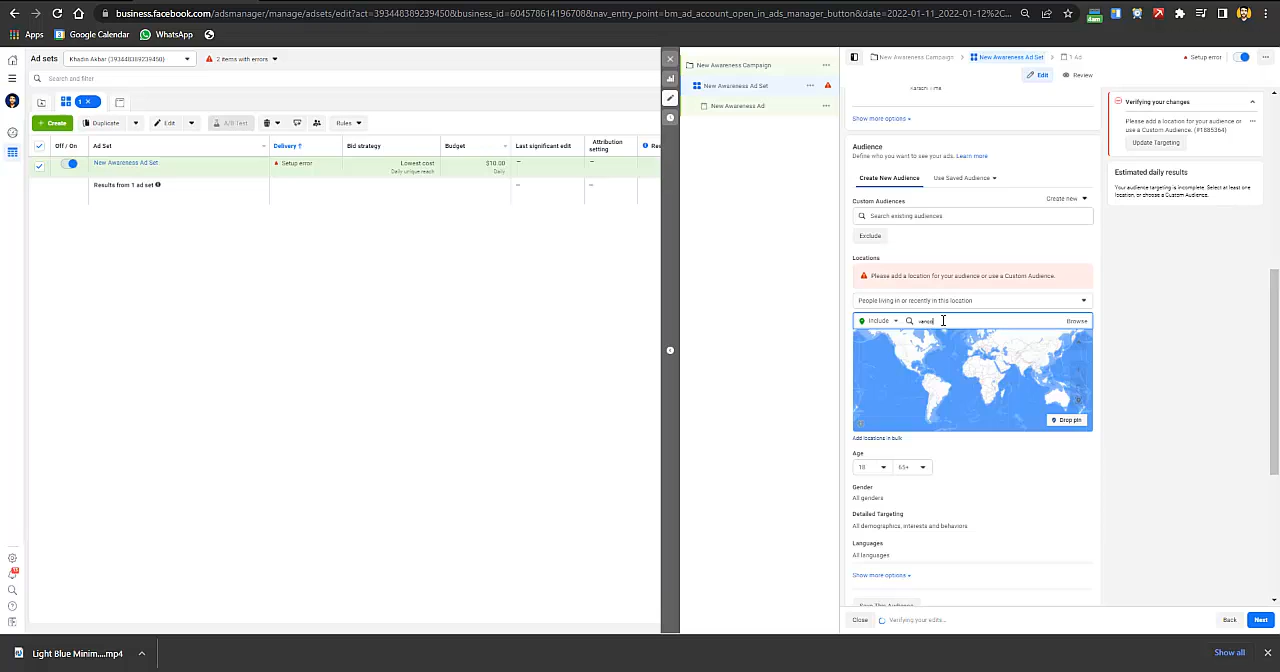 business.facebook.com/adsmanager/manage/adsets/edit?act=393448389239450&business_id=604578614196708&nav_entry_point=bm_ad_account_open_in_ads_manager_button&date=2022-01-11_2022-01-12%2C...
Apps
Google Calendar
WhatsApp
Ad sets
Khadin Akbar (393448389239450)
2 items with errors
Search and filter
1 ×
Create
Duplicate
Edit
A/B Test
Rules
Off / On
Ad Set
Delivery ↑
Bid strategy
Budget
Last significant edit
Attribution
setting
New Awareness Ad Set
Setup error
Lowest cost
Daily unique reach
$10.00
Daily
–
–
Results from 1 ad set
–
–
New Awareness Campaign
New Awareness Ad Set
New Awareness Ad
New Awareness Campaign
New Awareness Ad Set
1 Ad
Setup error
Edit
Review
Karachi Time
Show more options
Audience
Define who you want to see your ads. Learn more
Create New Audience
Use Saved Audience
Custom Audiences
Create new
Search existing audiences
Exclude
Locations
Please add a location for your audience or use a Custom Audience.
People living in or recently in this location
Include
Browse
Drop pin
Add locations in bulk
Age
18
65+
Gender
All genders
Detailed Targeting
All demographics, interests and behaviors
Languages
All languages
Show more options
Save This Audience
Close
Verifying your edits...
Back
Next
Verifying your changes
Please add a location for your audience or
use a Custom Audience. (#1885364)
Update Targeting
Estimated daily results
Your audience targeting is incomplete. Select at least one
location, or choose a Custom Audience.
Light Blue Minim....mp4
Show all